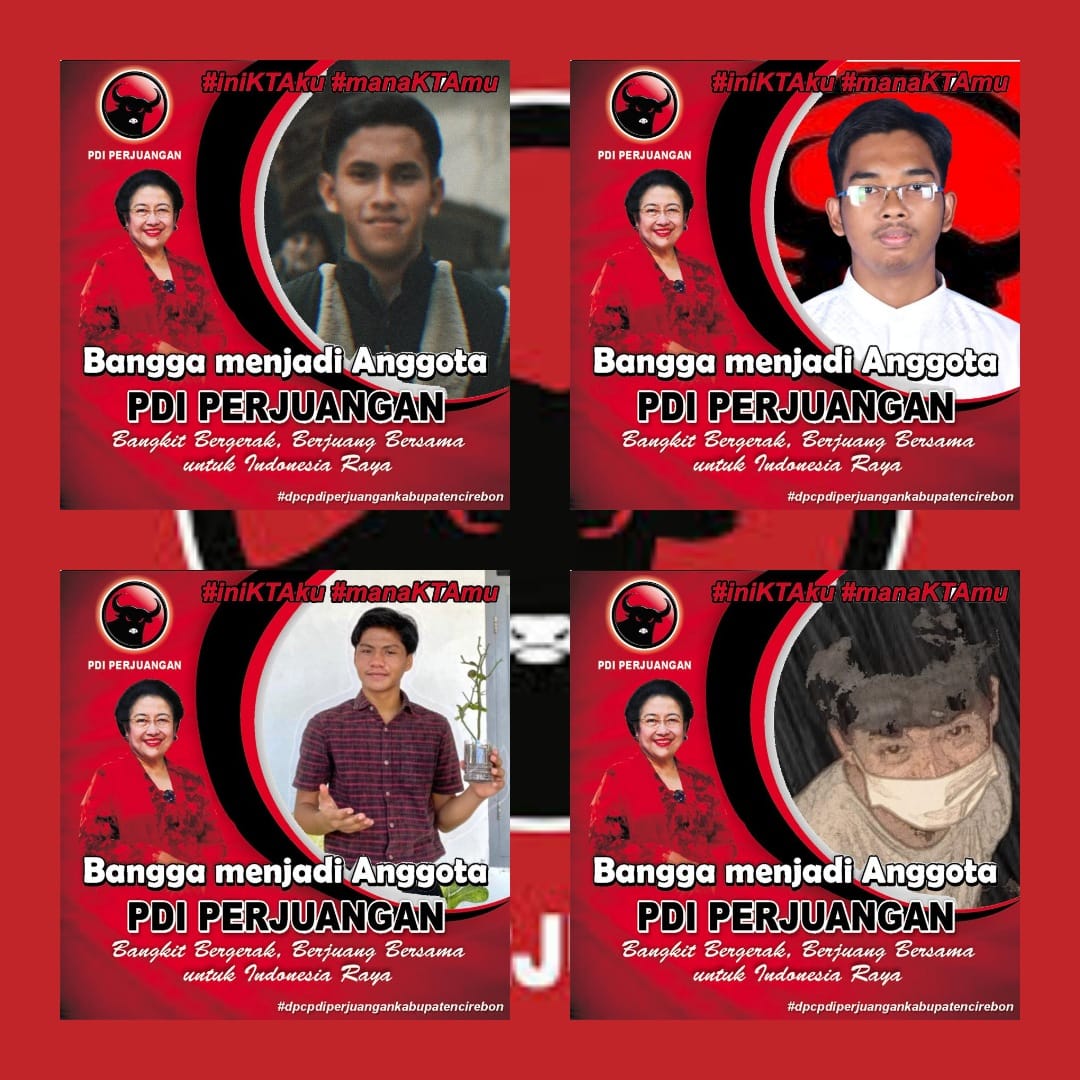 #iniKTAku #manaKTAmu
PDI PERJUANGAN
Bangga menjadi Anggota
PDI PERJUANGAN
Bangkit Bergerak, Berjuang Bersama
untuk Indonesia Raya
#dpcpdiperjuangankabupatencirebon
#iniKTAku #manaKTAmu
PDI PERJUANGAN
Bangga menjadi Anggota
PDI PERJUANGAN
Bangkit Bergerak, Berjuang Bersama
untuk Indonesia Raya
#dpcpdiperjuangankabupatencirebon
#iniKTAku #manaKTAmu
PDI PERJUANGAN
Bangga menjadi Anggota
PDI PERJUANGAN
Bangkit Bergerak, Berjuang Bersama
untuk Indonesia Raya
#dpcpdiperjuangankabupatencirebon
#iniKTAku #manaKTAmu
PDI PERJUANGAN
Bangga menjadi Anggota
PDI PERJUANGAN
Bangkit Bergerak, Berjuang Bersama
untuk Indonesia Raya
#dpcpdiperjuangankabupatencirebon